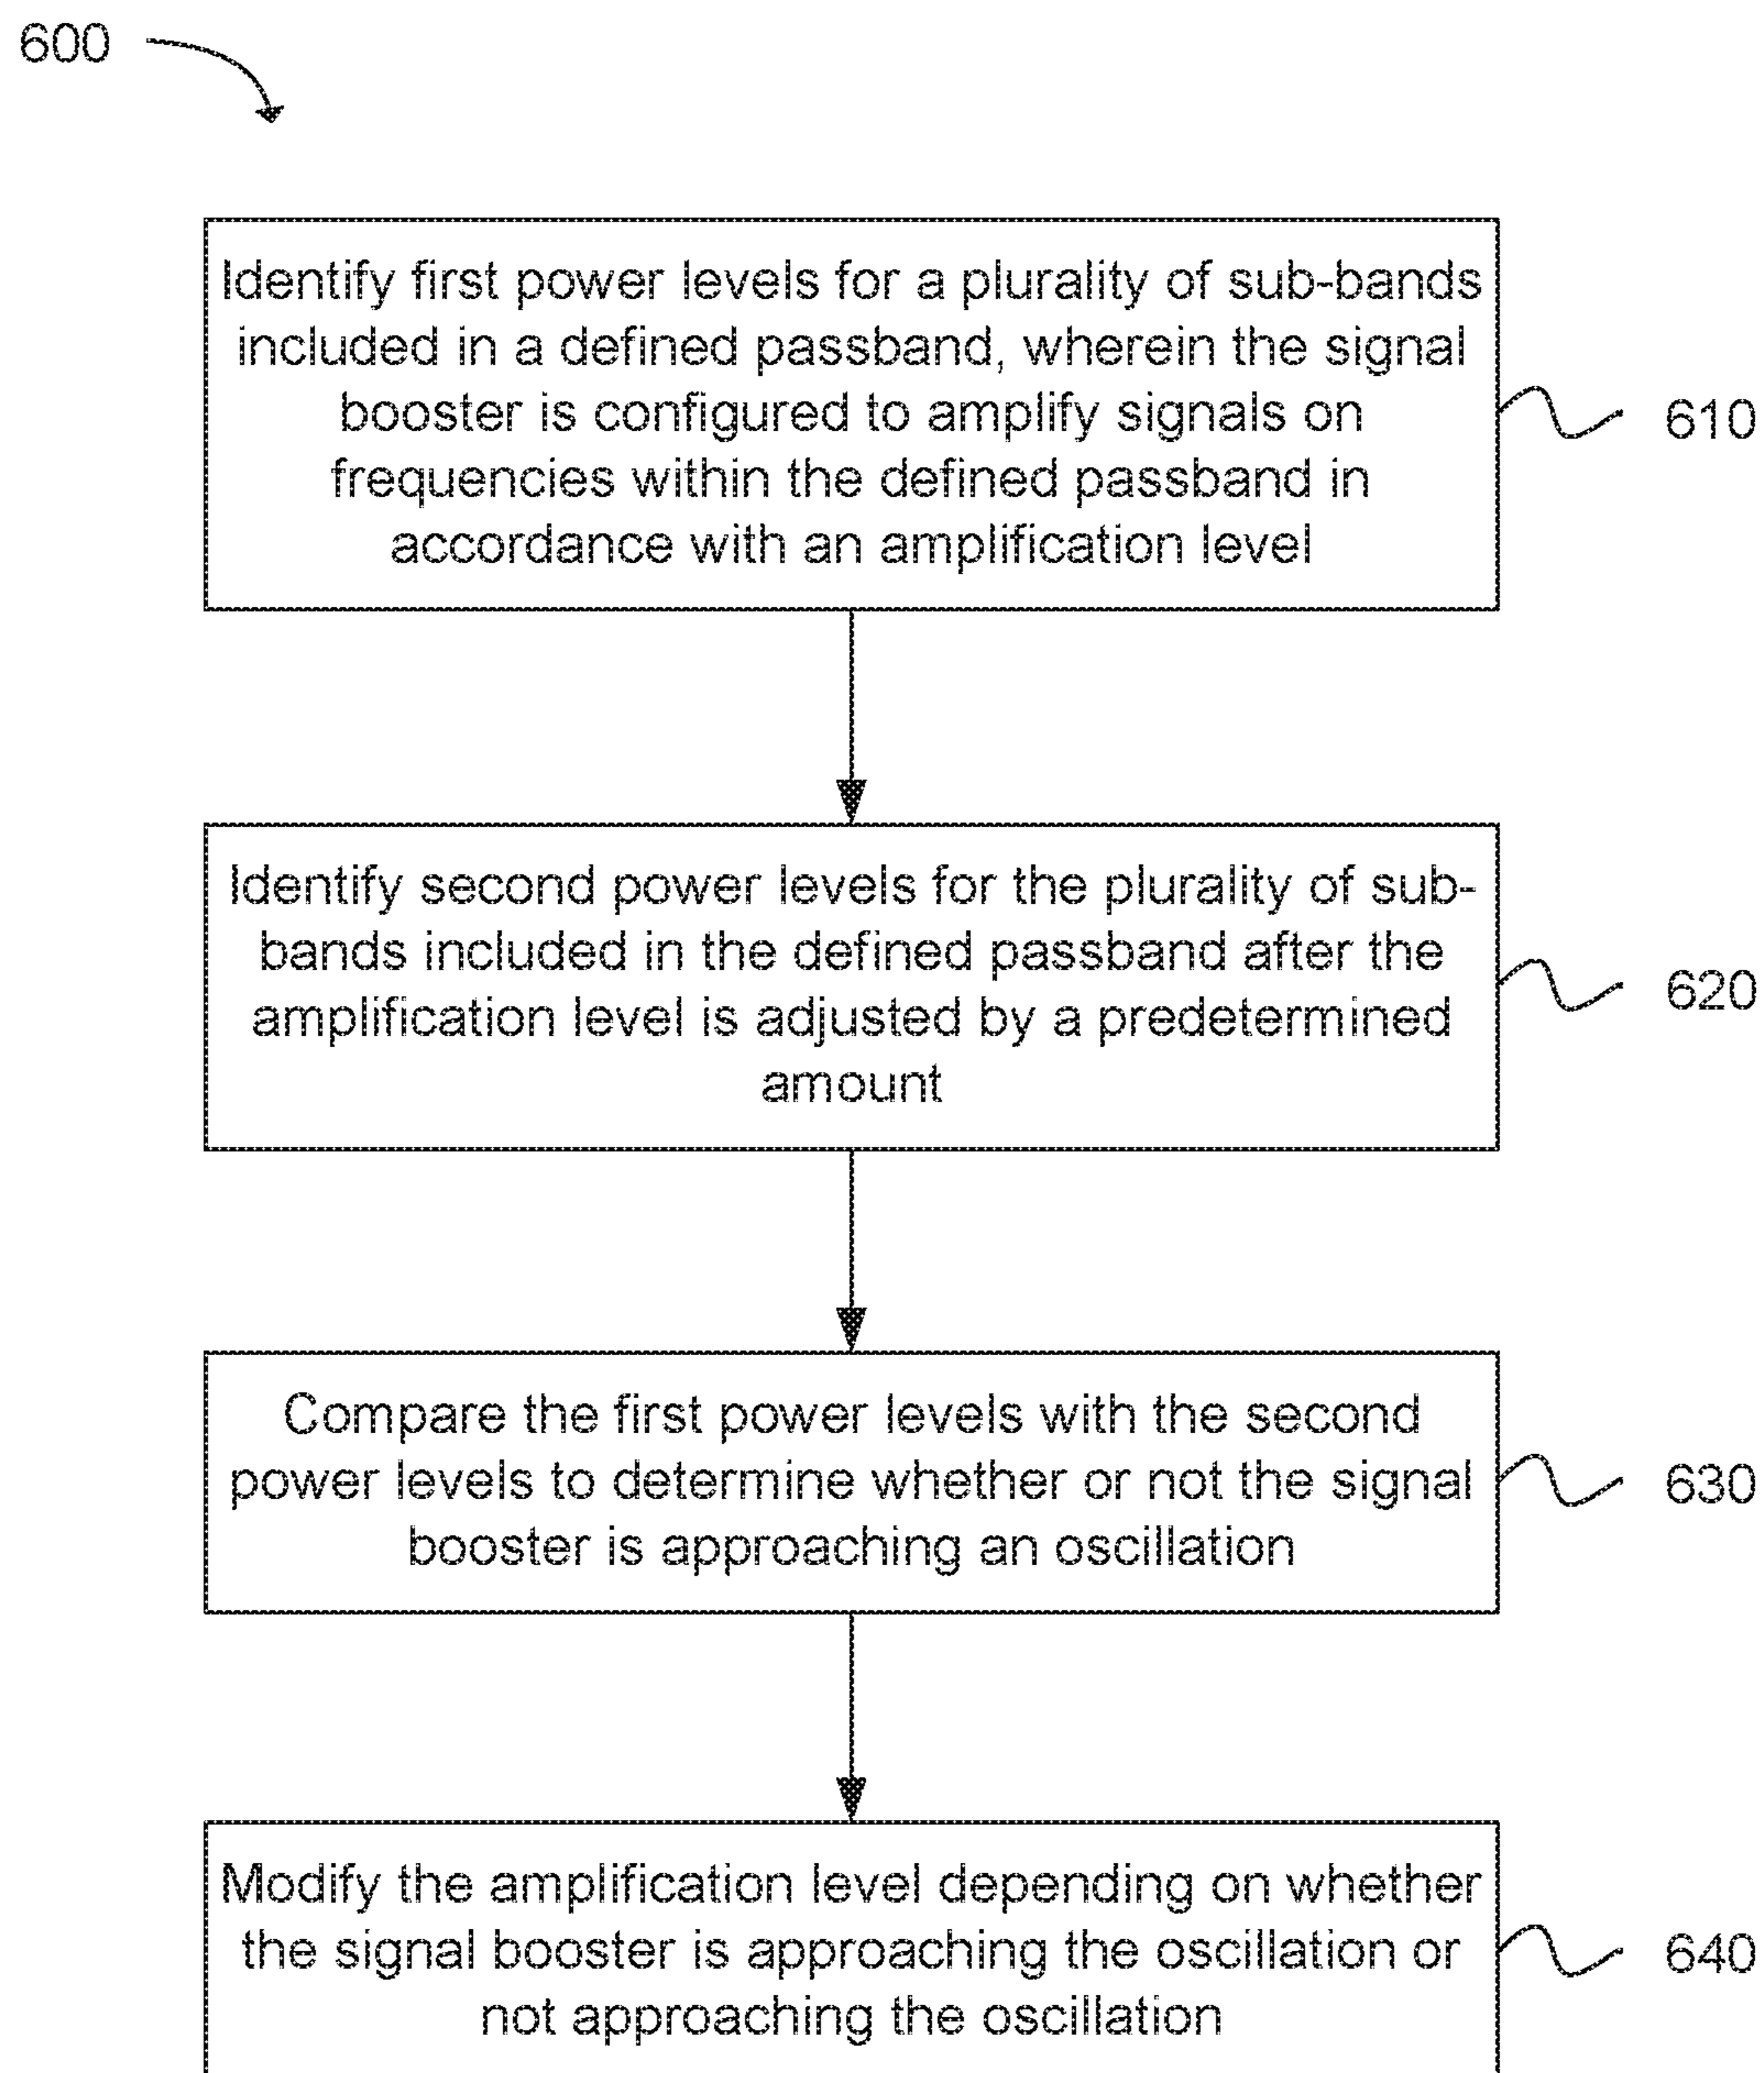 600
Identify first power levels for a plurality of sub-bands
included in a defined passband, wherein the signal
booster is configured to amplify signals on
frequencies within the defined passband in
accordance with an amplification level
610
Identify second power levels for the plurality of sub-
bands included in the defined passband after the
amplification level is adjusted by a predetermined
amount
620
Compare the first power levels with the second
power levels to determine whether or not the signal
booster is approaching an oscillation
630
Modify the amplification level depending on whether
the signal booster is approaching the oscillation or
not approaching the oscillation
640